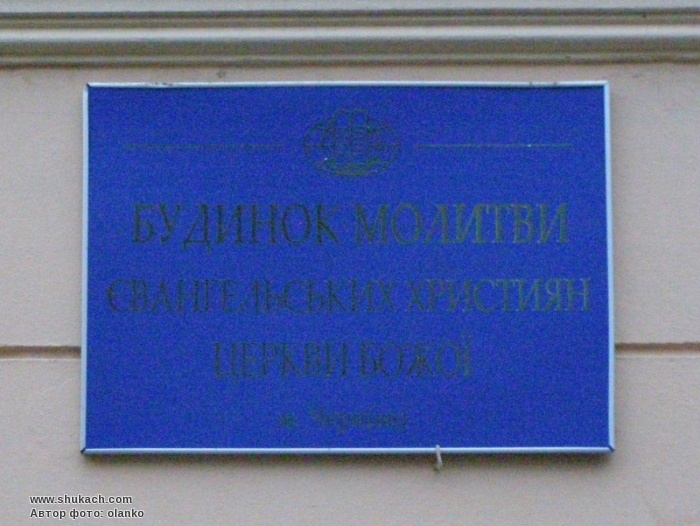 БУДИНОК МОЛИТВИ
ЄВАНГЕЛЬСЬКИХ ХРИСТИЯН
ЦЕРКВИ БОЖОЇ
м.
www.shukach.com
Автор фото: olanko